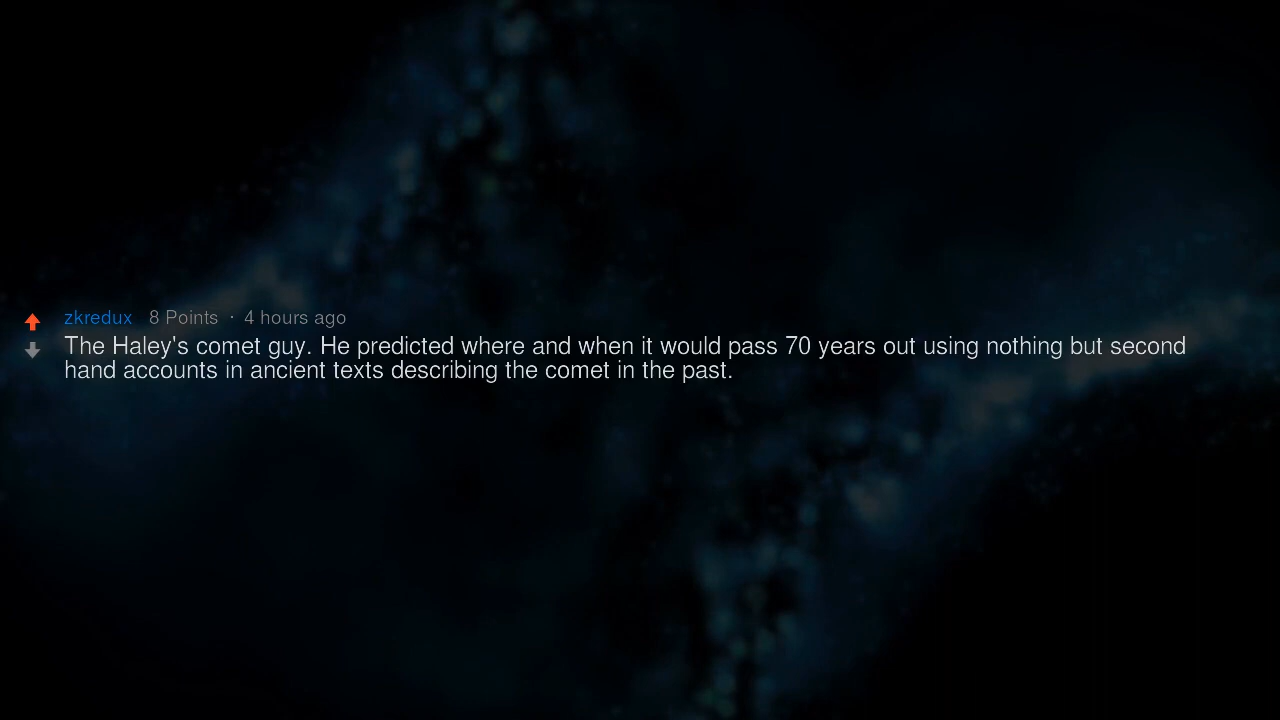 zkredux 8 Points · 4 hours ago
The Haley's comet guy. He predicted where and when it would pass 70 years out using nothing but second
hand accounts in ancient texts describing the comet in the past.